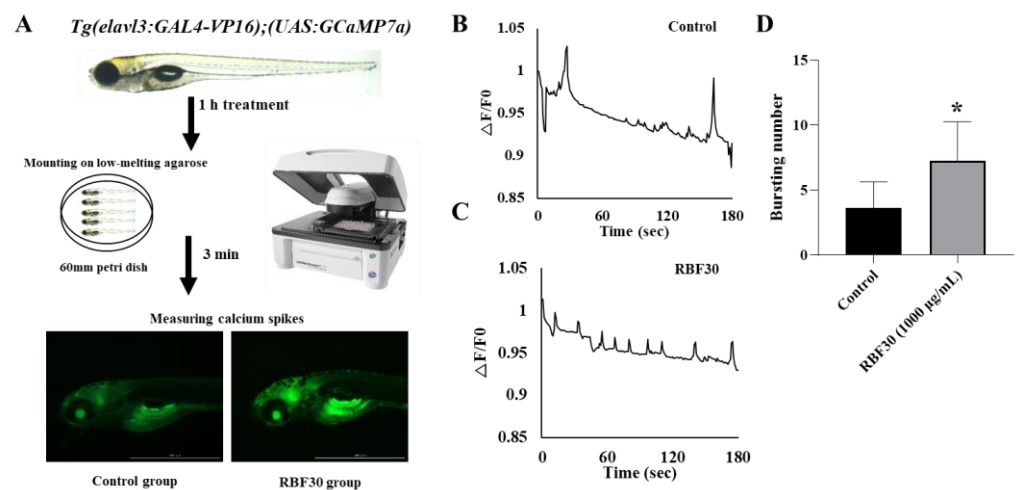 A
Tg(elavl3:GAL4-VP16);(UAS:GCaMP7a)
1 h treatment
Mounting on low-melting agarose
60mm petri dish
3 min
Measuring calcium spikes
Control group
RBF30 group
B
Control
△F/F0
1.05
1
0.95
0.9
0.85
0
60
120
180
Time (sec)
C
RBF30
△F/F0
1.05
1
0.95
0.9
0.85
0
60
120
180
Time (sec)
D
Bursting number
15
10
5
0
*
Control
RBF30 (1000 μg/mL)